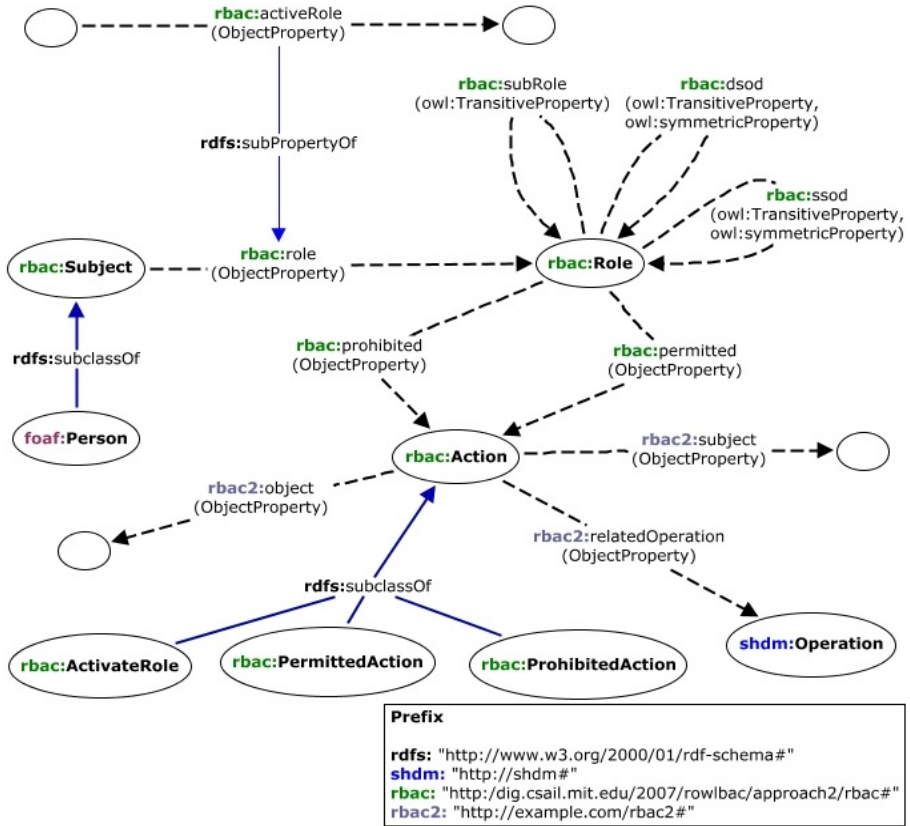 rbac:activeRole
(ObjectProperty)
rbac:subRole
(owl:TransitiveProperty)
rbac:dsod
(owl:TransitiveProperty,
owl:symmetricProperty)
rdfs:subPropertyOf
rbac:ssod
(owl:TransitiveProperty,
owl:symmetricProperty)
rbac:Subject
rbac:role
(ObjectProperty)
rbac:Role
rdfs:subclassOf
rbac:prohibited
(ObjectProperty)
rbac:permitted
(ObjectProperty)
foaf:Person
rbac:Action
rbac2:subject
(ObjectProperty)
rbac2:object
(ObjectProperty)
rbac2:relatedOperation
(ObjectProperty)
rdfs:subclassOf
rbac:ActivateRole
rbac:PermittedAction
rbac:ProhibitedAction
shdm:Operation
Prefix
rdfs: "http://www.w3.org/2000/01/rdf-schema#"
shdm: "http://shdm#"
rbac: "http:/dig.csail.mit.edu/2007/rowlbac/approach2/rbac#"
rbac2: "http://example.com/rbac2#"